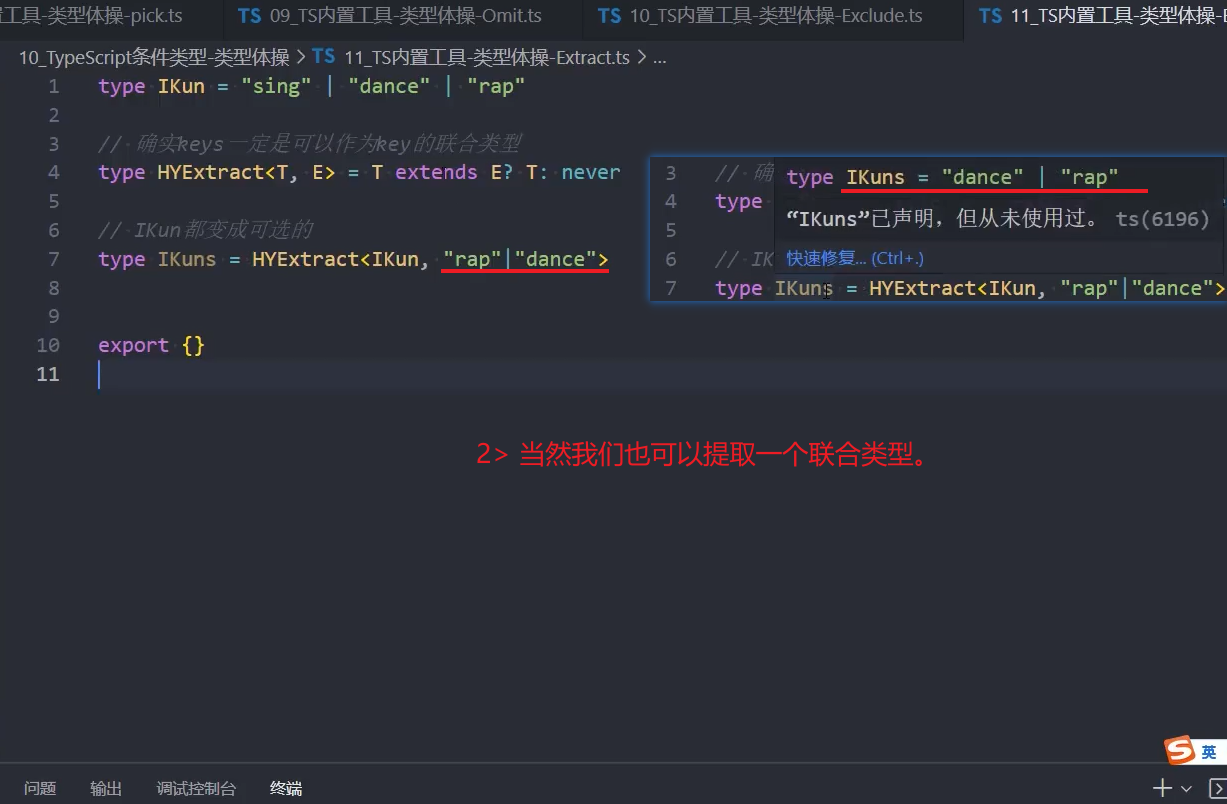 置工具-类型体操-pick.ts
TS 09_TS内置工具-类型体操-Omit.ts
TS 10_TS内置工具-类型体操-Exclude.ts
TS 11_TS内置工具-类型体操-E
10_TypeScript条件类型-类型体操 > TS 11_TS内置工具-类型体操-Extract.ts > ...
1 type IKun = "sing" | "dance" | "rap"
2
3 // 确实keys一定是可以作为key的联合类型
4 type HYExtract<T, E> = T extends E? T: never
5
6 // IKun都变成可选的
7 type IKuns = HYExtract<IKun, "rap"|"dance">
8
9
10 export {}
11
3 // 确
4 type
5
6 // IK
7 type IKuns = HYExtract<IKun, "rap"|"dance">
type IKuns = "dance" | "rap"
“IKuns”已声明，但从未使用过。 ts(6196)
快速修复... (Ctrl+.)
2> 当然我们也可以提取一个联合类型。
英
问题 输出 调试控制台 终端